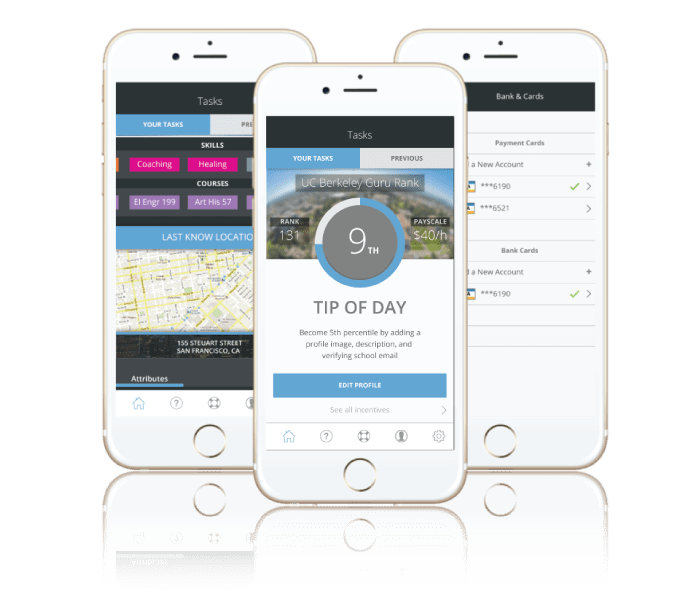 Tasks
YOUR TASKS
PRE
SKILLS
Coaching
Healing
COURSES
El Engr 199
Art His 57
LAST KNOW LOCATIO
155 STEUART STREET
SAN FRANCISCO, CA
Attributes
Tasks
YOUR TASKS
PREVIOUS
UC Berkeley Guru Rank
RANK
131
PAYSCALE
$40/h
9TH
TIP OF DAY
Become 5th percentile by adding a
profile image, description, and
verifying school email
EDIT PROFILE
See all incentives
Bank & Cards
Payment Cards
a New Account
***6190
***6521
Bank Cards
a New Account
***6190